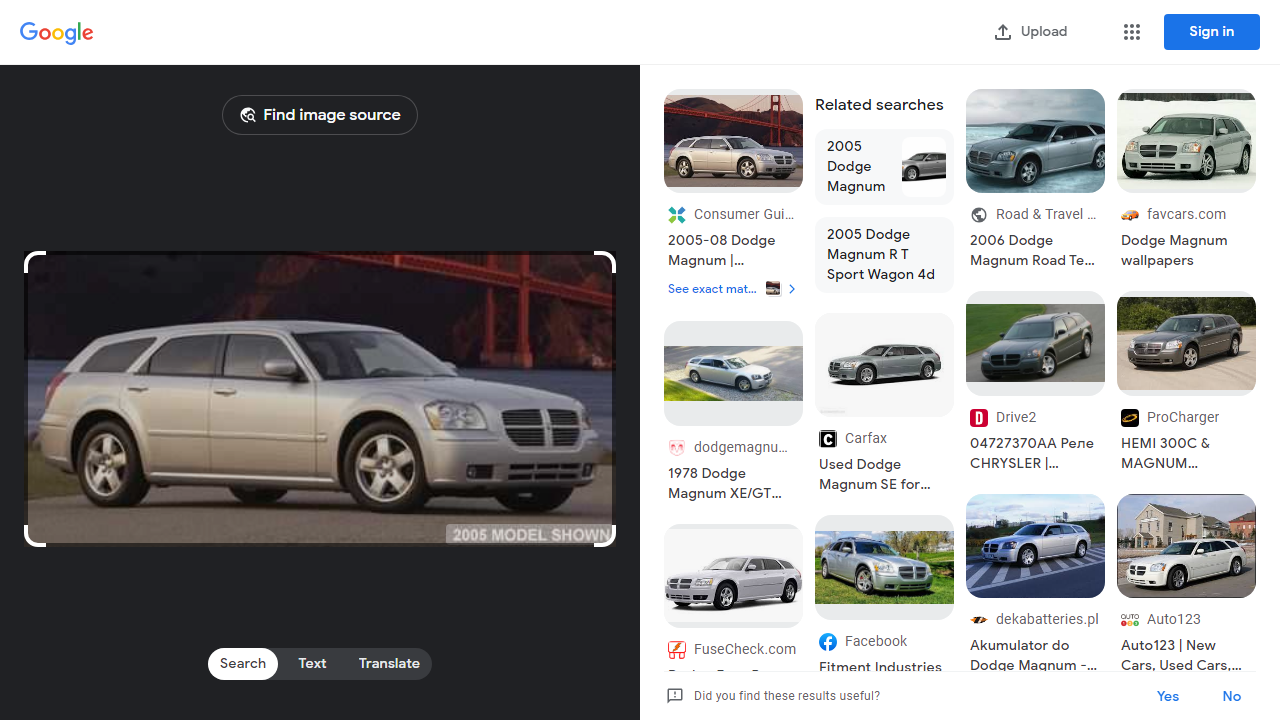 Google
Upload
Sign in
Find image source
2005 MODEL SHOWN
Search
Text
Translate
Consumer Gui...
2005-08 Dodge
Magnum |...
See exact mat...
dodgemagnu...
1978 Dodge
Magnum XE/GT...
FuseCheck.com
Related searches
2005
Dodge
Magnum
2005 Dodge
Magnum R T
Sport Wagon 4d
Carfax
Used Dodge
Magnum SE for...
Facebook
Fitment Industries
Road & Travel ...
2006 Dodge
Magnum Road Te...
Drive2
04727370AA Реле
CHRYSLER |...
dekabatteries.pl
Akumulator do
Dodge Magnum -...
favcars.com
Dodge Magnum
wallpapers
ProCharger
HEMI 300C &
MAGNUM...
Auto123
Auto123 | New
Cars, Used Cars,...
Did you find these results useful?
Yes
No